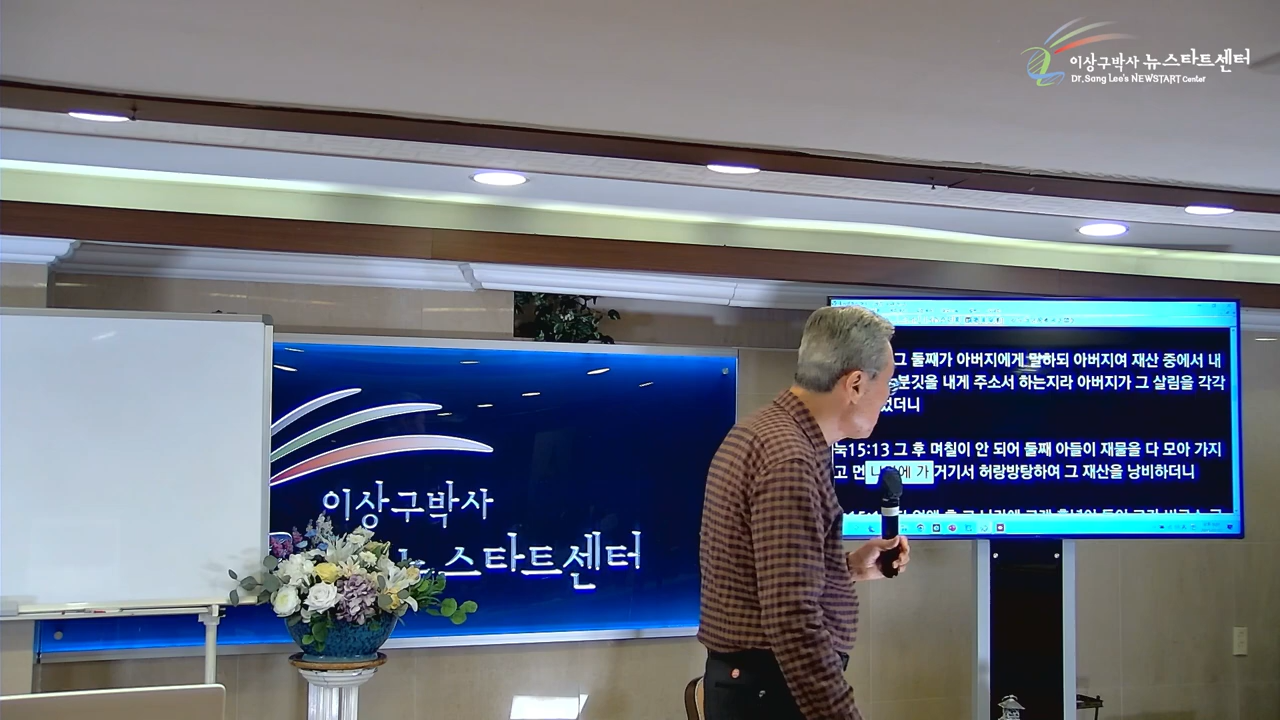 이상구박사 뉴스타트센터
Dr. Sang Lee's NEWSTART Center
그 둘째가 아버지에게 말하되 아버지여 재산 중에서 내
분깃을 내게 주소서 하는지라 아버지가 그 살림을 각각
더니
눅15:13 그 후 며칠이 안 되어 둘째 아들이 재물을 다 모아 가지
고 먼 나라에 가 거기서 허랑방탕하여 그 재산을 낭비하더니
이상구박사
뉴스타트센터